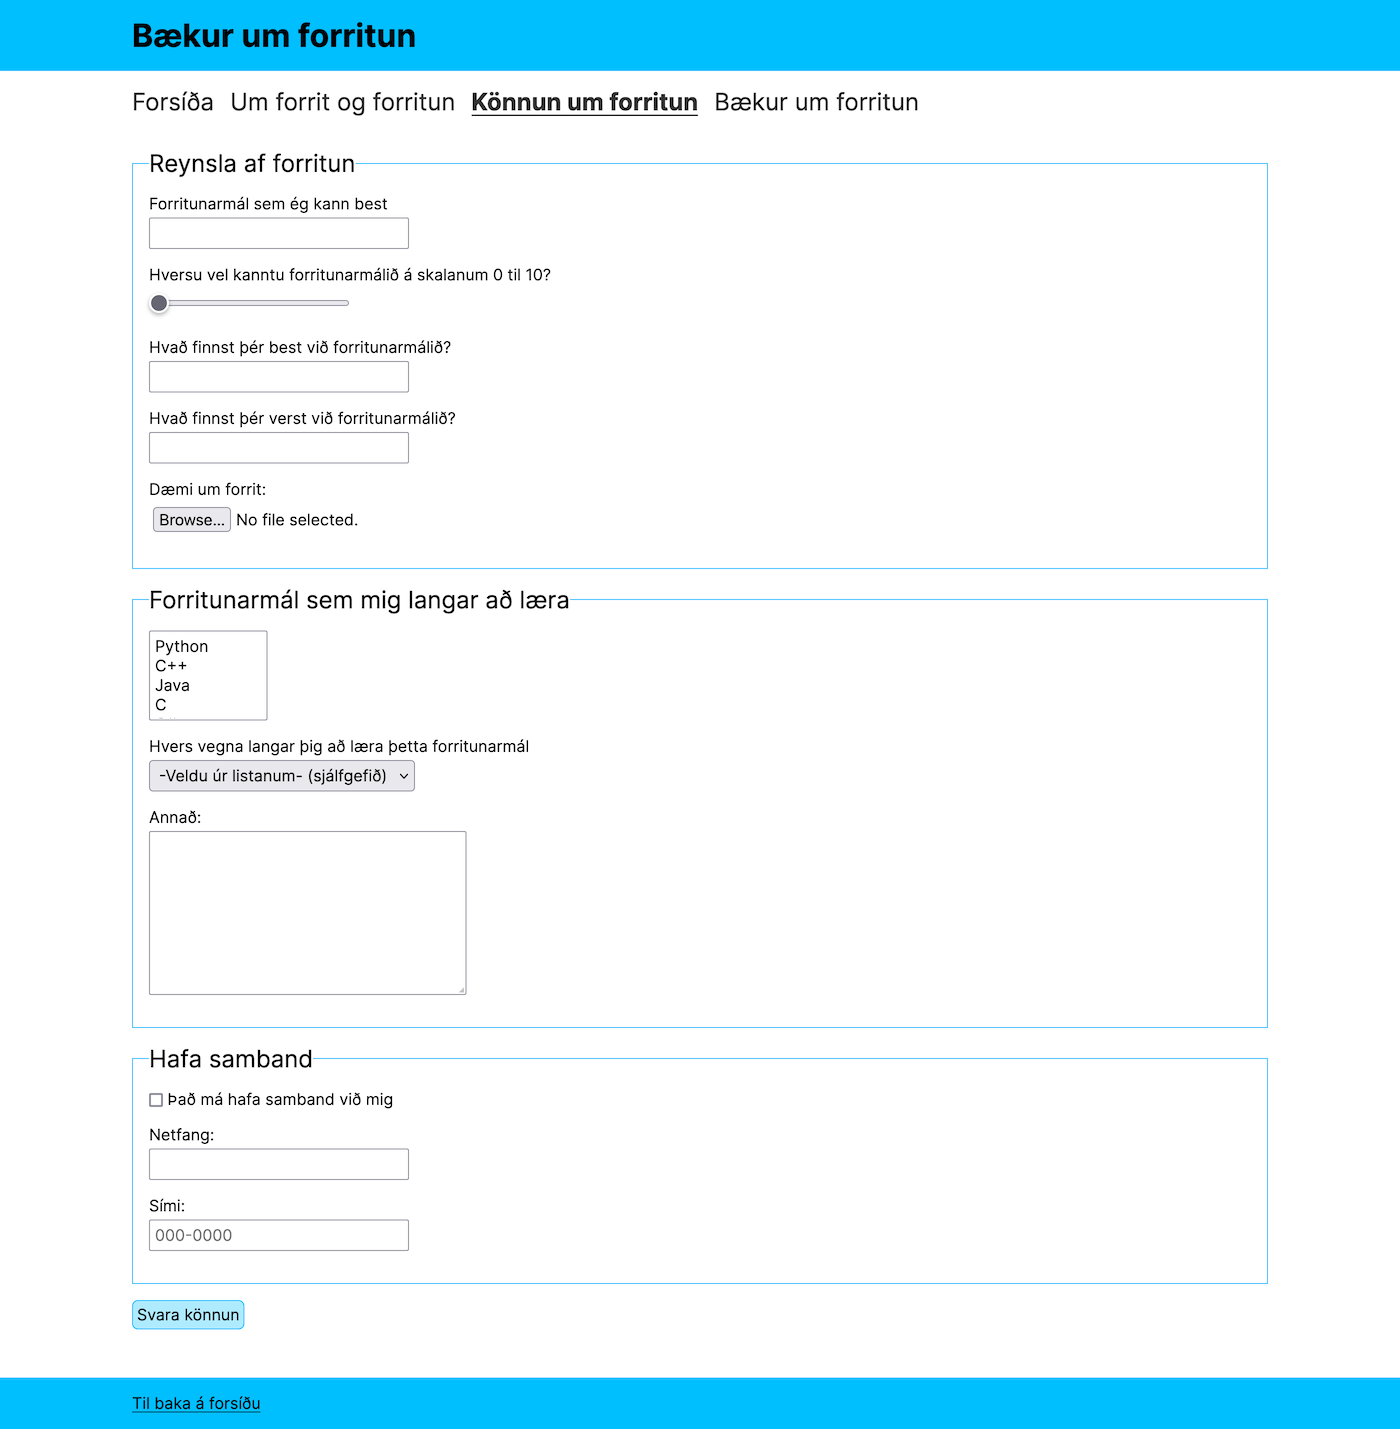 Bækur um forritun
Forsíða Um forrit og forritun Könnun um forritun Bækur um forritun
Reynsla af forritun
Forritunarmál sem ég kann best
Hversu vel kanntu forritunarmálið á skalanum 0 til 10?
Hvað finnst þér best við forritunarmálið?
Hvað finnst þér verst við forritunarmálið?
Dæmi um forrit:
Browse... No file selected.
Forritunarmál sem mig langar að læra
Python
C++
Java
C
Hvers vegna langar þig að læra þetta forritunarmál
-Veldu úr listanum- (sjálfgefið)
Annað:
Hafa samband
Það má hafa samband við mig
Netfang:
Sími:
000-0000
Svara könnun
Til baka á forsíðu